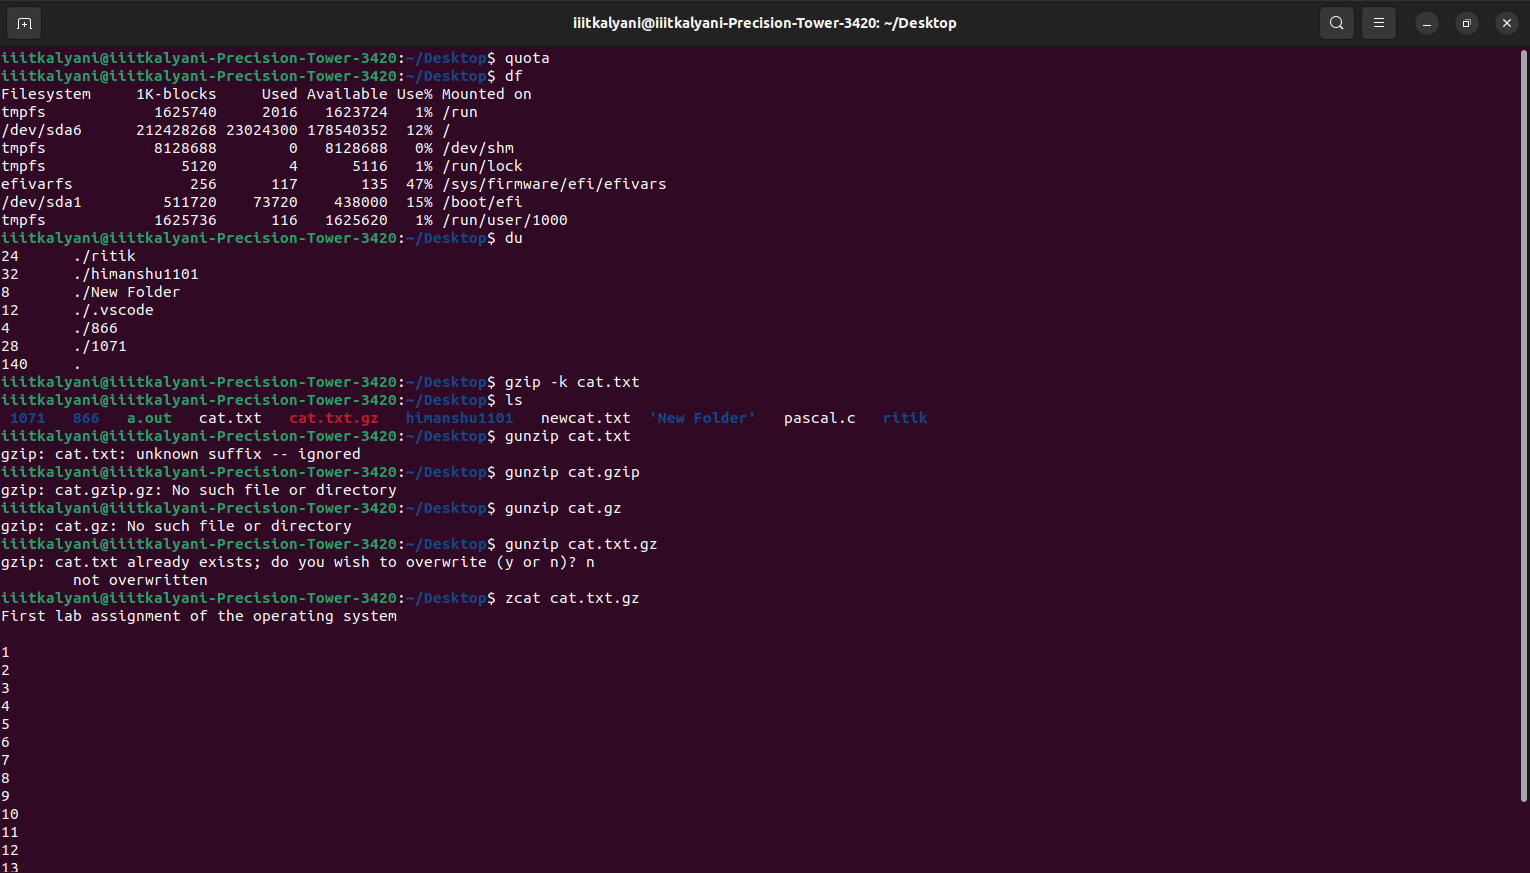 iiitkalyani@iiitkalyani-Precision-Tower-3420: ~/Desktop
iiitkalyani@iiitkalyani-Precision-Tower-3420:~/Desktop$ quota
iiitkalyani@iiitkalyani-Precision-Tower-3420:~/Desktop$ df
Filesystem     1K-blocks     Used Available Use% Mounted on
tmpfs            1625740     2016   1623724   1% /run
/dev/sda6      212428268 23024300 178540352  12% /
tmpfs            8128688        0   8128688   0% /dev/shm
tmpfs               5120        4      5116   1% /run/lock
efivarfs             256      117       135  47% /sys/firmware/efi/efivars
/dev/sda1         511720    73720    438000  15% /boot/efi
tmpfs            1625736      116   1625620   1% /run/user/1000
iiitkalyani@iiitkalyani-Precision-Tower-3420:~/Desktop$ du
24      ./ritik
32      ./himanshu1101
8       ./New Folder
12      ./.vscode
4       ./866
28      ./1071
140     .
iiitkalyani@iiitkalyani-Precision-Tower-3420:~/Desktop$ gzip -k cat.txt
iiitkalyani@iiitkalyani-Precision-Tower-3420:~/Desktop$ ls
 1071   866   a.out   cat.txt   cat.txt.gz   himanshu1101   newcat.txt  'New Folder'   pascal.c   ritik
iiitkalyani@iiitkalyani-Precision-Tower-3420:~/Desktop$ gunzip cat.txt
gzip: cat.txt: unknown suffix -- ignored
iiitkalyani@iiitkalyani-Precision-Tower-3420:~/Desktop$ gunzip cat.gzip
gzip: cat.gzip.gz: No such file or directory
iiitkalyani@iiitkalyani-Precision-Tower-3420:~/Desktop$ gunzip cat.gz
gzip: cat.gz: No such file or directory
iiitkalyani@iiitkalyani-Precision-Tower-3420:~/Desktop$ gunzip cat.txt.gz
gzip: cat.txt already exists; do you wish to overwrite (y or n)? n
        not overwritten
iiitkalyani@iiitkalyani-Precision-Tower-3420:~/Desktop$ zcat cat.txt.gz
First lab assignment of the operating system

1
2
3
4
5
6
7
8
9
10
11
12
13